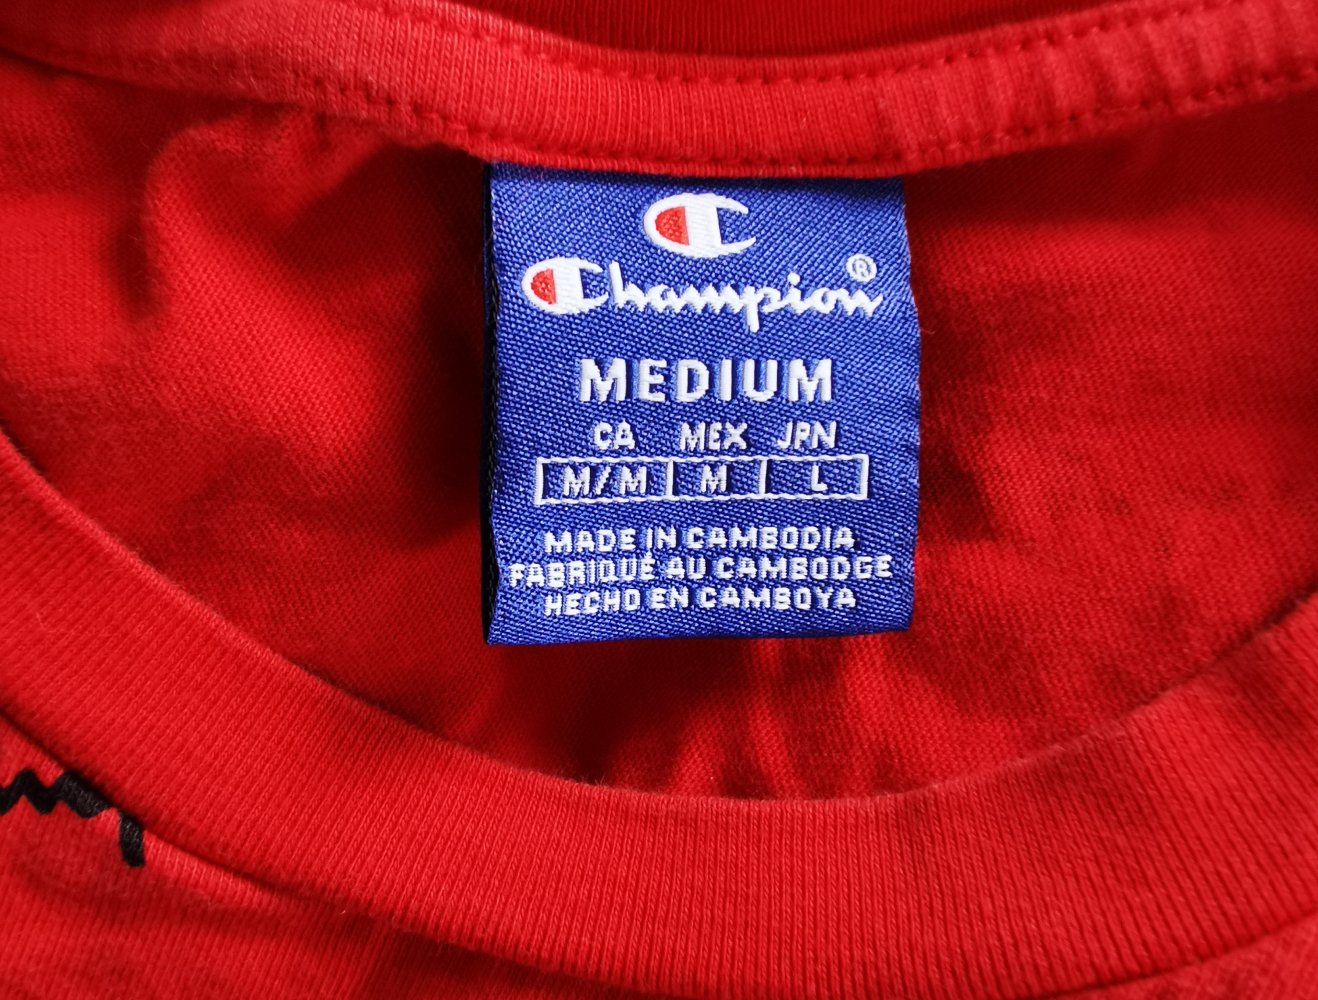 Champion®
MEDIUM
CA MEX JPN
M/M M L
MADE IN CAMBODIA
FABRIQUÉ AU CAMBODGE
HECHO EN CAMBOYA